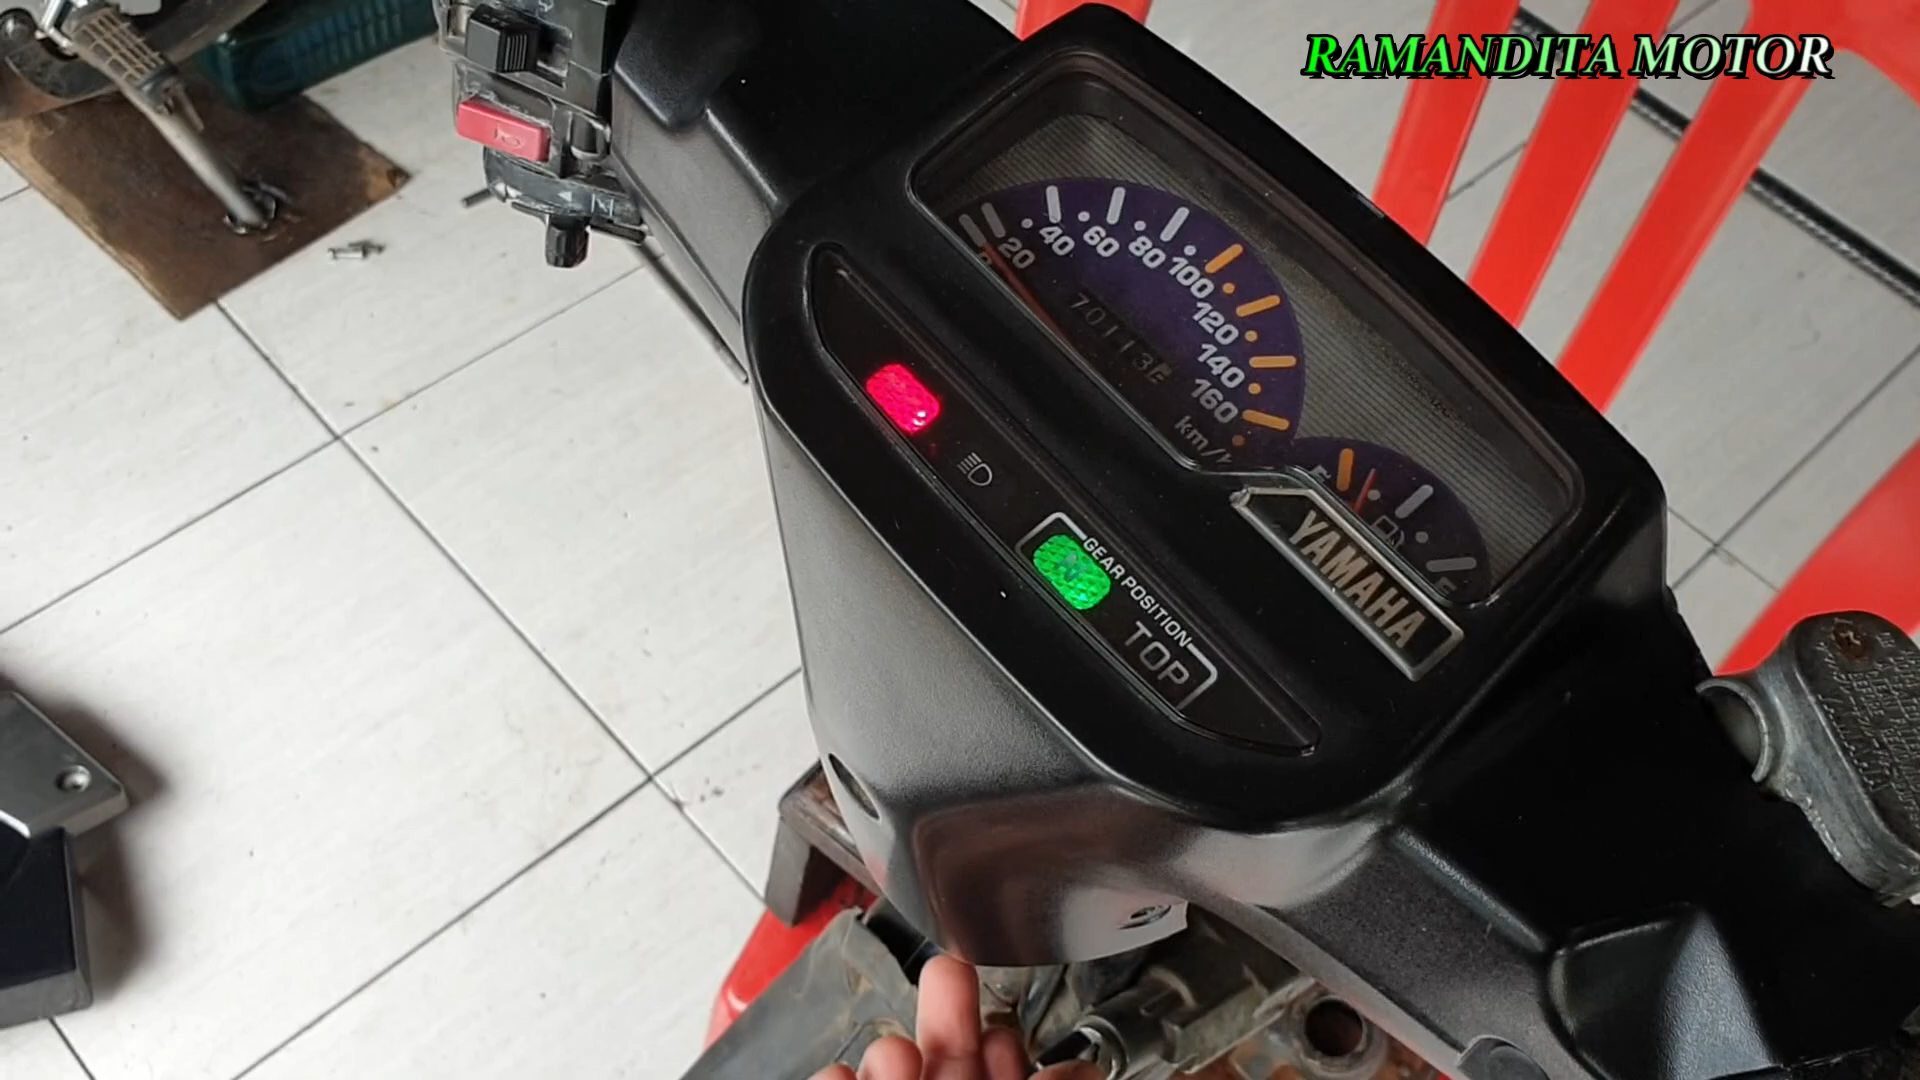 RAMANDITA MOTOR
20
40
60
80
100
120
140
160
km/h
YAMAHA
GEAR POSITION
N
TOP